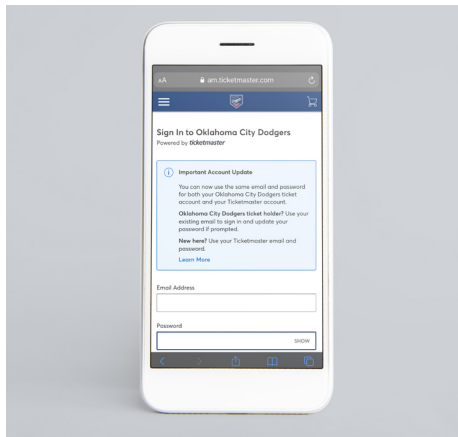 AA
am.ticketmaster.com
Sign In to Oklahoma City Dodgers
Powered by ticketmaster
Important Account Update
You can now use the same email and password
for both your Oklahoma City Dodgers ticket
account and your Ticketmaster account.
Oklahoma City Dodgers ticket holder? Use your
existing email to sign in and update your
password if prompted.
New here? Use your Ticketmaster email and
password.
Learn More
Email Address
Password
SHOW